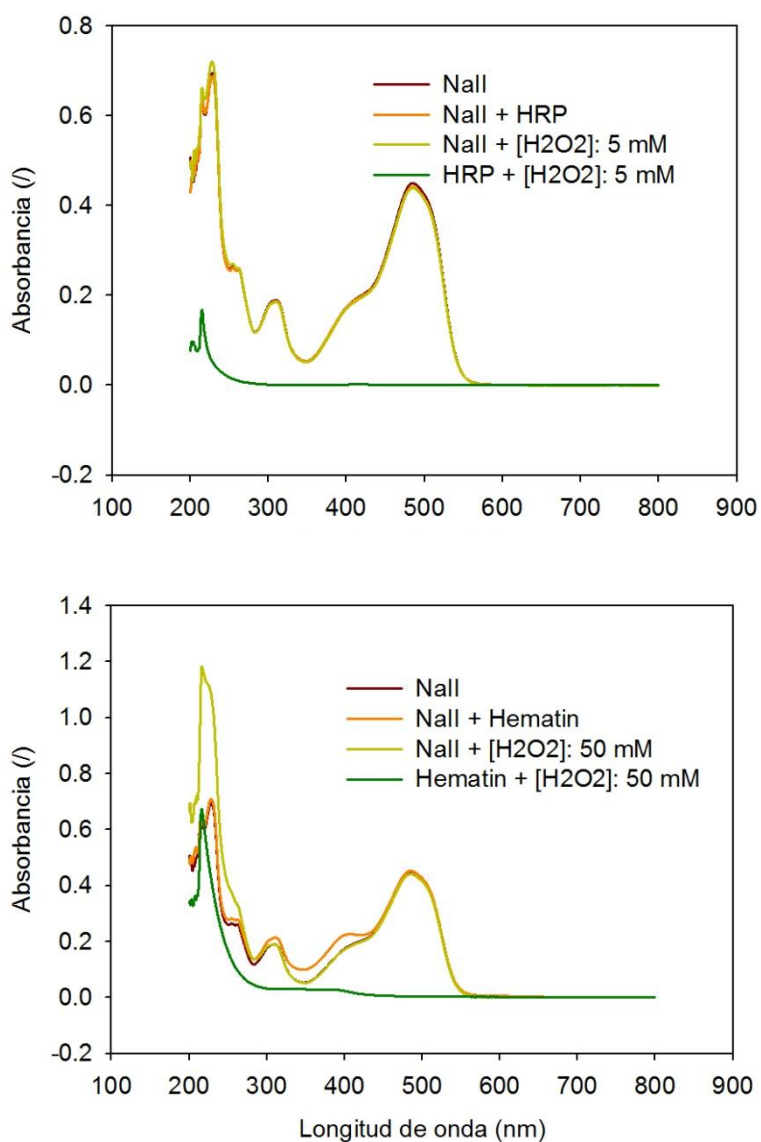 0.8
0.6
0.4
0.2
0.0
-0.2
Absorbancia (/)
NaII
NaII + HRP
NaII + [H2O2]: 5 mM
HRP + [H2O2]: 5 mM
100 200 300 400 500 600 700 800 900
1.4
1.2
1.0
0.8
0.6
0.4
0.2
0.0
-0.2
Absorbancia (/)
NaII
NaII + Hematin
NaII + [H2O2]: 50 mM
Hematin + [H2O2]: 50 mM
100 200 300 400 500 600 700 800 900
Longitud de onda (nm)